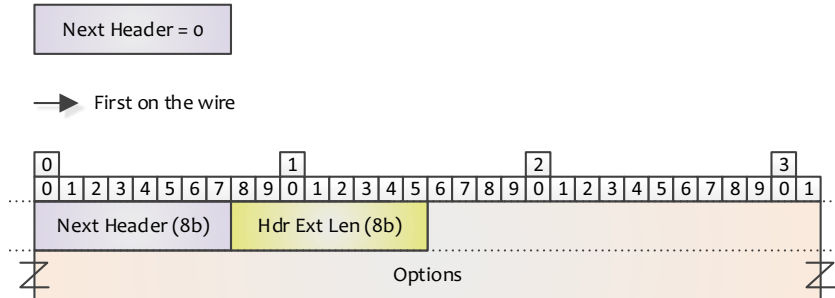 Next Header = 0
First on the wire
0 1 2 3
0 1 2 3 4 5 6 7 8 9 0 1 2 3 4 5 6 7 8 9 0 1 2 3 4 5 6 7 8 9 0 1
Next Header (8b) Hdr Ext Len (8b)
Options